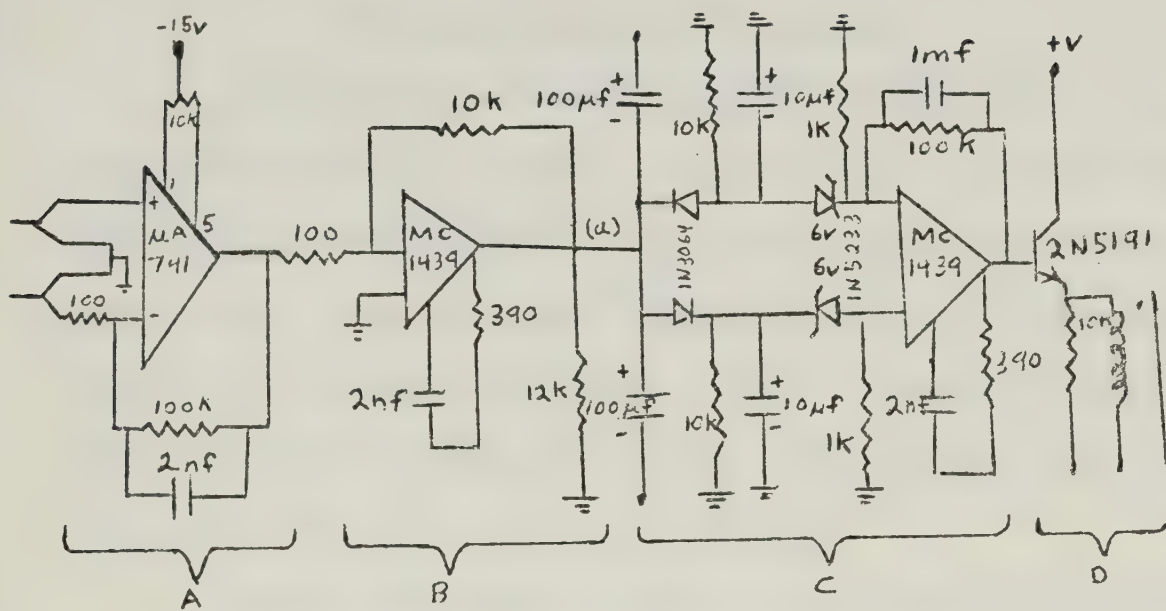 -15v
10k
1
5
+
μA
741
-
100
100k
2nf
100
10k
MC
1439
390
2nf
12k
(a)
100μf
+
-
10k
+
10μf
-
1k
1mf
100k
1N3064
6v
6v
1N5233
MC
1439
+
100μf
-
10k
+
10μf
-
1k
2nf
390
+V
2N5191
10k
A
B
C
D